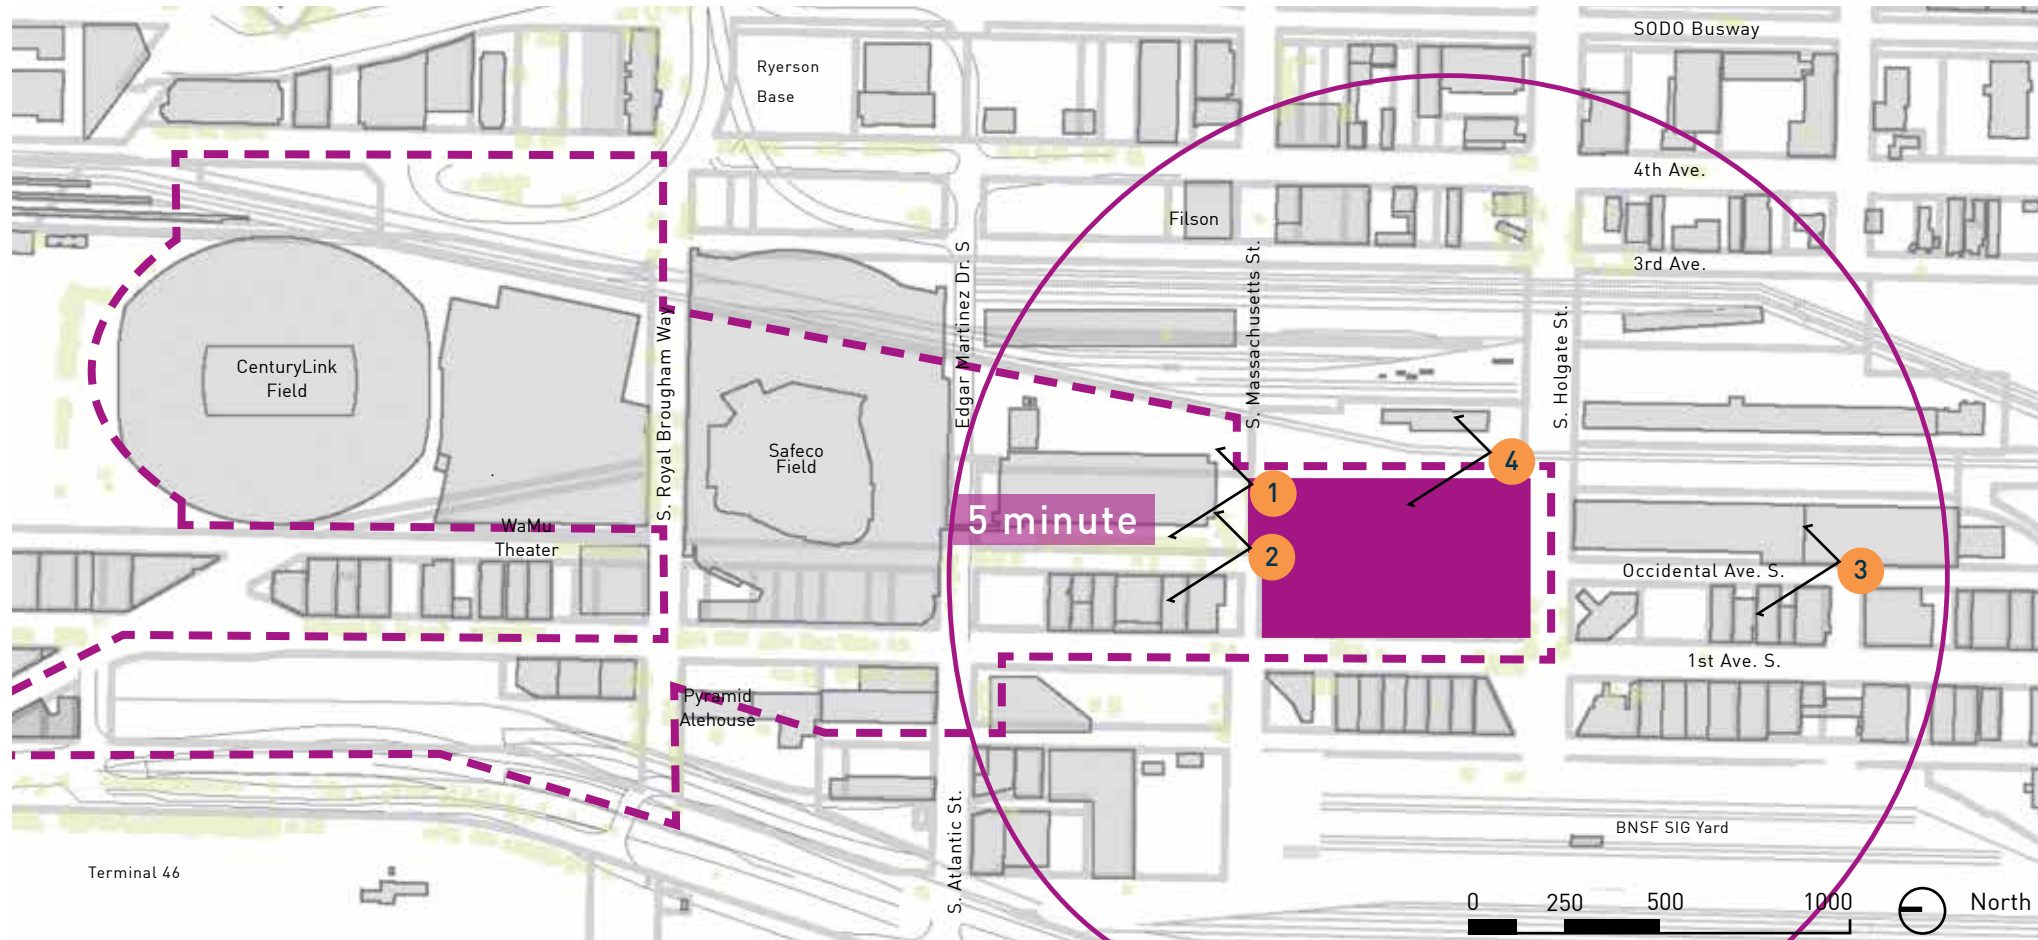 SODO Busway
Ryerson
Base
4th Ave.
Filson
3rd Ave.
S. Royal Brougham Way
Edgar Martinez Dr. S
S. Massachusetts St.
S. Holgate St.
CenturyLink
Field
Safeco
Field
4
1
5 minute
WaMu
Theater
2
Occidental Ave. S.
3
1st Ave. S.
Pyramid
Alehouse
S. Atlantic St.
BNSF SIG Yard
Terminal 46
0 250 500 1000
North